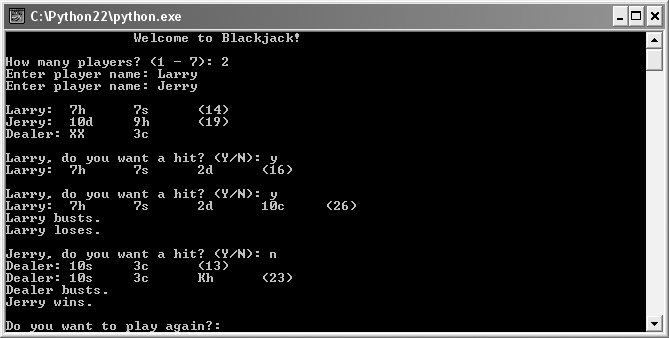 C:\Python22\python.exe
Welcome to Blackjack!
How many players? (1 - 7): 2
Enter player name: Larry
Enter player name: Jerry
Larry: 7h 7s (14)
Jerry: 10d 9h (19)
Dealer: XX 3c
Larry, do you want a hit? (Y/N): y
Larry: 7h 7s 2d (16)
Larry, do you want a hit? (Y/N): y
Larry: 7h 7s 2d 10c (26)
Larry busts.
Larry loses.
Jerry, do you want a hit? (Y/N): n
Dealer: 10s 3c (13)
Dealer: 10s 3c Kh (23)
Dealer busts.
Jerry wins.
Do you want to play again?: